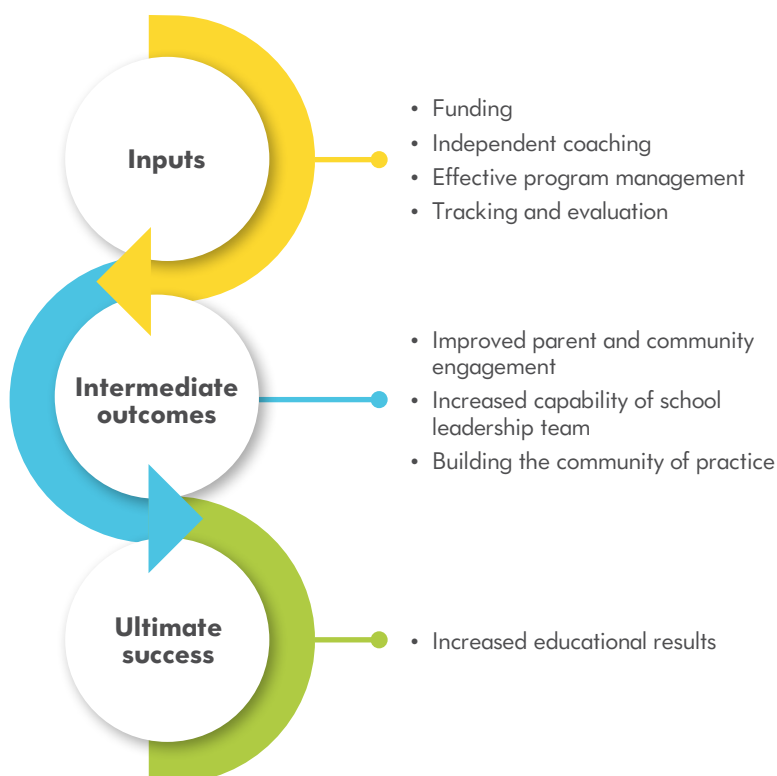 Inputs
• Funding
• Independent coaching
• Effective program management
• Tracking and evaluation
Intermediate
outcomes
• Improved parent and community
engagement
• Increased capability of school
leadership team
• Building the community of practice
Ultimate
success
• Increased educational results